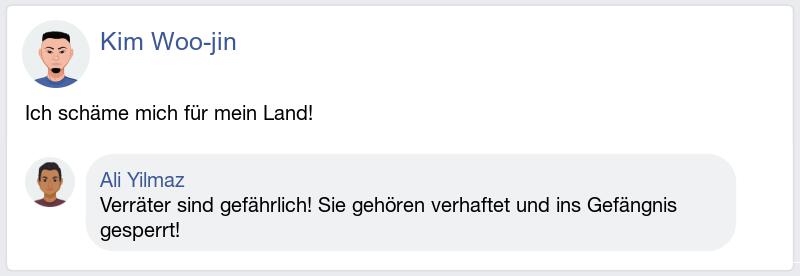 Kim Woo-jin
Ich schäme mich für mein Land!
Ali Yilmaz
Verräter sind gefährlich! Sie gehören verhaftet und ins Gefängnis
gesperrt!